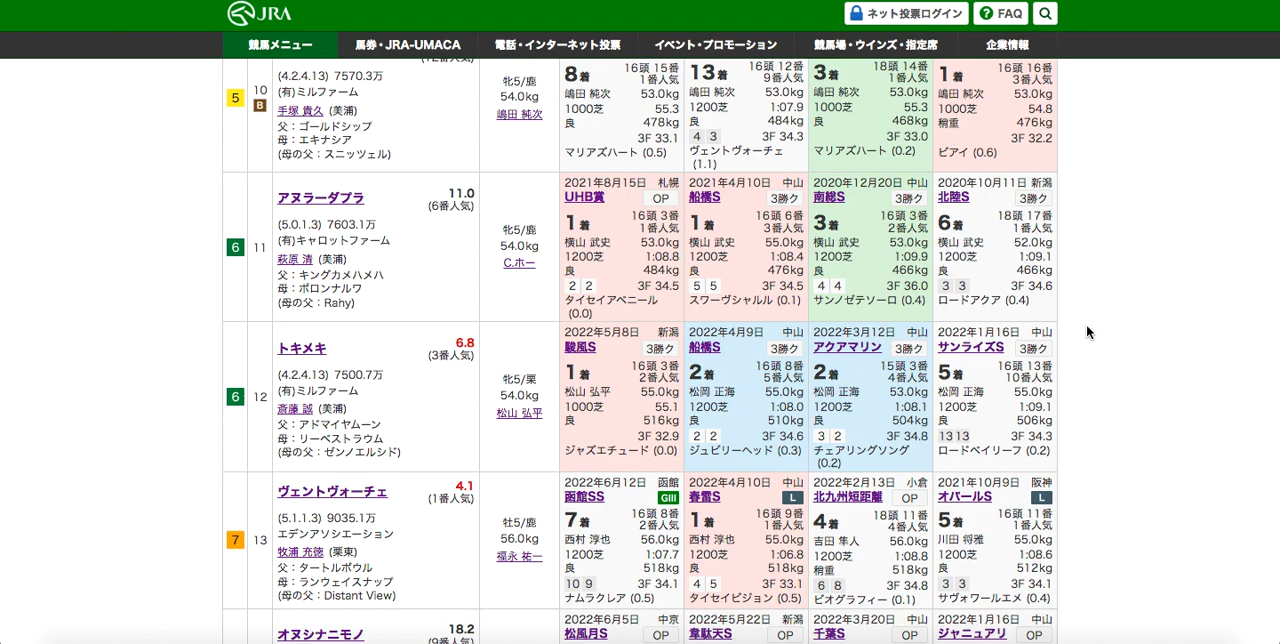 JRA
ネット投票ログイン
FAQ
競馬メニュー
馬券・JRA-UMACA
電話・インターネット投票
イベント・プロモーション
競馬場・ウインズ・指定席
企業情報
5
10
B
(4.2.4.13) 7570.3万
(有)ミルファーム
手塚 貴久 (美浦)
父：ゴールドシップ
母：エキナシア
(母の父：スニッツェル)
牝5/鹿
54.0kg
嶋田 純次
8着
16頭 15番
1番人気
嶋田 純次 53.0kg
1000芝 55.3
良 478kg
3F 33.1
マリアズハート (0.5)
13着
16頭 12番
9番人気
嶋田 純次 53.0kg
1200芝 1:07.9
良 484kg
4 3 3F 34.3
ヴェントヴォーチェ
(1.1)
3着
18頭 14番
1番人気
嶋田 純次 53.0kg
1000芝 55.3
良 468kg
3F 33.0
マリアズハート (0.2)
1着
16頭 16番
3番人気
嶋田 純次 53.0kg
1000芝 54.8
稍重 476kg
3F 32.2
ビアイ (0.6)
6
11
アヌラーダプラ
11.0
(6番人気)
(5.0.1.3) 7603.1万
(有)キャロットファーム
萩原 清 (美浦)
父：キングカメハメハ
母：ポロンナルワ
(母の父：Rahy)
牝5/鹿
54.0kg
C.ホー
2021年8月15日 札幌
UHB賞 OP
1着
16頭 3番
1番人気
横山 武史 53.0kg
1200芝 1:08.8
良 484kg
2 2 3F 34.5
タイセイアベニール
(0.0)
2021年4月10日 中山
船橋S 3勝ク
1着
16頭 6番
3番人気
横山 武史 55.0kg
1200芝 1:08.4
良 476kg
5 5 3F 34.5
スワーヴシャルル (0.1)
2020年12月20日 中山
南総S 3勝ク
3着
16頭 3番
2番人気
横山 武史 53.0kg
1200芝 1:09.9
良 466kg
4 4 3F 36.0
サンノゼテソーロ (0.4)
2020年10月11日 新潟
北陸S 3勝ク
6着
18頭 17番
1番人気
横山 武史 52.0kg
1200芝 1:09.1
良 466kg
3 3 3F 34.6
ロードアクア (0.4)
6
12
トキメキ
6.8
(3番人気)
(4.2.4.13) 7500.7万
(有)ミルファーム
斎藤 誠 (美浦)
父：アドマイヤムーン
母：リーベストラウム
(母の父：ゼンノエルシド)
牝5/栗
54.0kg
松山 弘平
2022年5月8日 新潟
駿風S 3勝ク
1着
16頭 3番
2番人気
松山 弘平 55.0kg
1000芝 55.1
良 516kg
3F 32.9
ジャズエチュード (0.0)
2022年4月9日 中山
船橋S 3勝ク
2着
16頭 8番
5番人気
松岡 正海 55.0kg
1200芝 1:08.0
良 510kg
2 2 3F 34.6
ジュビリーヘッド (0.3)
2022年3月12日 中山
アクアマリン 3勝ク
2着
15頭 3番
4番人気
松岡 正海 53.0kg
1200芝 1:08.1
良 504kg
3 2 3F 34.8
チェアリングソング
(0.2)
2022年1月16日 中山
サンライズS 3勝ク
5着
16頭 13番
10番人気
松岡 正海 55.0kg
1200芝 1:09.1
良 506kg
13 13 3F 34.3
ロードベイリーフ (0.2)
7
13
ヴェントヴォーチェ
4.1
(1番人気)
(5.1.1.3) 9035.1万
エデンアソシエーション
牧浦 充徳 (栗東)
父：タートルボウル
母：ランウェイスナップ
(母の父：Distant View)
牡5/鹿
56.0kg
福永 祐一
2022年6月12日 函館
函館SS GIII
7着
16頭 8番
2番人気
西村 淳也 56.0kg
1200芝 1:07.7
良 518kg
10 9 3F 34.1
ナムラクレア (0.5)
2022年4月10日 中山
春雷S L
1着
16頭 9番
1番人気
西村 淳也 55.0kg
1200芝 1:06.8
良 518kg
4 5 3F 33.1
タイセイビジョン (0.5)
2022年2月13日 小倉
北九州短距離 OP
4着
18頭 11番
4番人気
吉田 隼人 56.0kg
1200芝 1:08.8
稍重 518kg
6 8 3F 34.8
ビオグラフィー (0.1)
2021年10月9日 阪神
オパールS L
5着
16頭 11番
1番人気
川田 将雅 55.0kg
1200芝 1:08.6
良 512kg
3 3 3F 34.1
サヴォワールエメ (0.4)
オヌシナニモノ
18.2
(9番人気)
2022年6月5日 中京
松風月S OP
2022年5月22日 新潟
韋駄天S OP
2022年3月20日 中山
千葉S OP
2022年1月16日 中山
ジャニュアリ OP